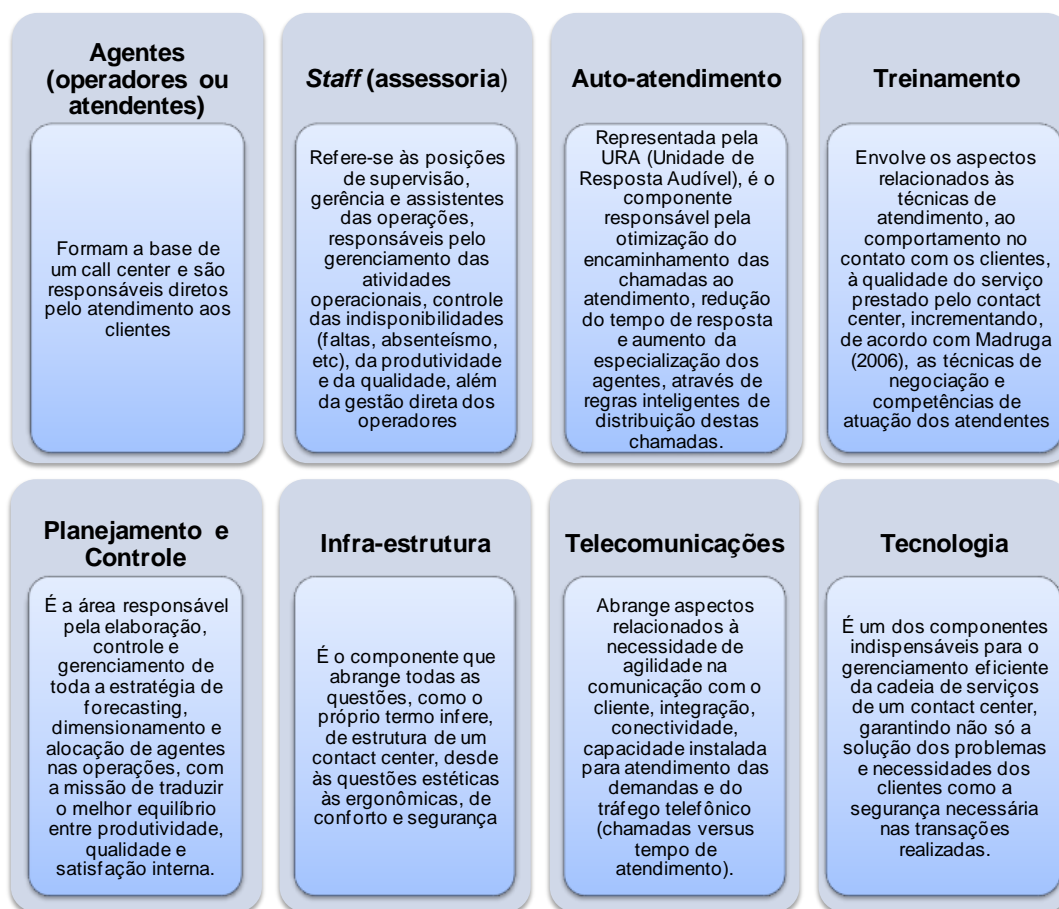 Agentes
(operadores ou
atendentes)
Formam a base de
um call center e são
responsáveis diretos
pelo atendimento aos
clientes
Staff (assessoria)
Refere-se às posições
de supervisão,
gerência e assistentes
das operações,
responsáveis pelo
gerenciamento das
atividades
operacionais, controle
das indisponibilidades
(faltas, absenteísmo,
etc), da produtividade
e da qualidade, além
da gestão direta dos
operadores
Auto-atendimento
Representada pela
URA (Unidade de
Resposta Audível), é o
componente
responsável pela
otimização do
encaminhamento das
chamadas ao
atendimento, redução
do tempo de resposta
e aumento da
especialização dos
agentes, através de
regras inteligentes de
distribuição destas
chamadas.
Treinamento
Envolve os aspectos
relacionados às
técnicas de
atendimento, ao
comportamento no
contato com os clientes,
à qualidade do serviço
prestado pelo contact
center, incrementando,
de acordo com Madruga
(2006), as técnicas de
negociação e
competências de
atuação dos atendentes
Planejamento e
Controle
É a área responsável
pela elaboração,
controle e
gerenciamento de
toda a estratégia de
forecasting,
dimensionamento e
alocação de agentes
nas operações, com
a missão de traduzir
o melhor equilíbrio
entre produtividade,
qualidade e
satisfação interna.
Infra-estrutura
É o componente que
abrange todas as
questões, como o
próprio termo infere,
de estrutura de um
contact center, desde
às questões estéticas
às ergonômicas, de
conforto e segurança
Telecomunicações
Abrange aspectos
relacionados à
necessidade de
agilidade na
comunicação com o
cliente, integração,
conectividade,
capacidade instalada
para atendimento das
demandas e do
tráfego telefônico
(chamadas versus
tempo de
atendimento).
Tecnologia
É um dos componentes
indispensáveis para o
gerenciamento eficiente
da cadeia de serviços
de um contact center,
garantindo não só a
solução dos problemas
e necessidades dos
clientes como a
segurança necessária
nas transações
realizadas.